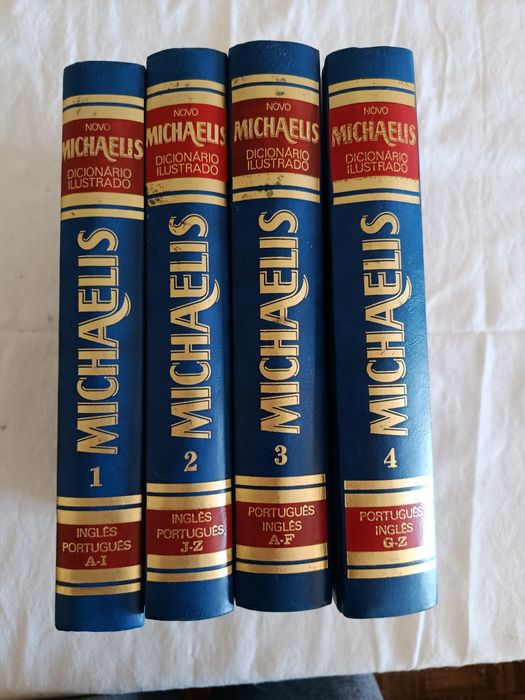 NOVO
MICHAELIS
DICIONÁRIO
ILUSTRADO
MICHAELIS
1
INGLÊS
PORTUGUÊS
A-I
NOVO
MICHAELIS
DICIONÁRIO
ILUSTRADO
MICHAELIS
2
INGLÊS
PORTUGUÊS
J-Z
NOVO
MICHAELIS
DICIONÁRIO
ILUSTRADO
MICHAELIS
3
PORTUGUÊS
INGLÊS
A-F
NOVO
MICHAELIS
DICIONÁRIO
ILUSTRADO
MICHAELIS
4
PORTUGUÊS
INGLÊS
G-Z